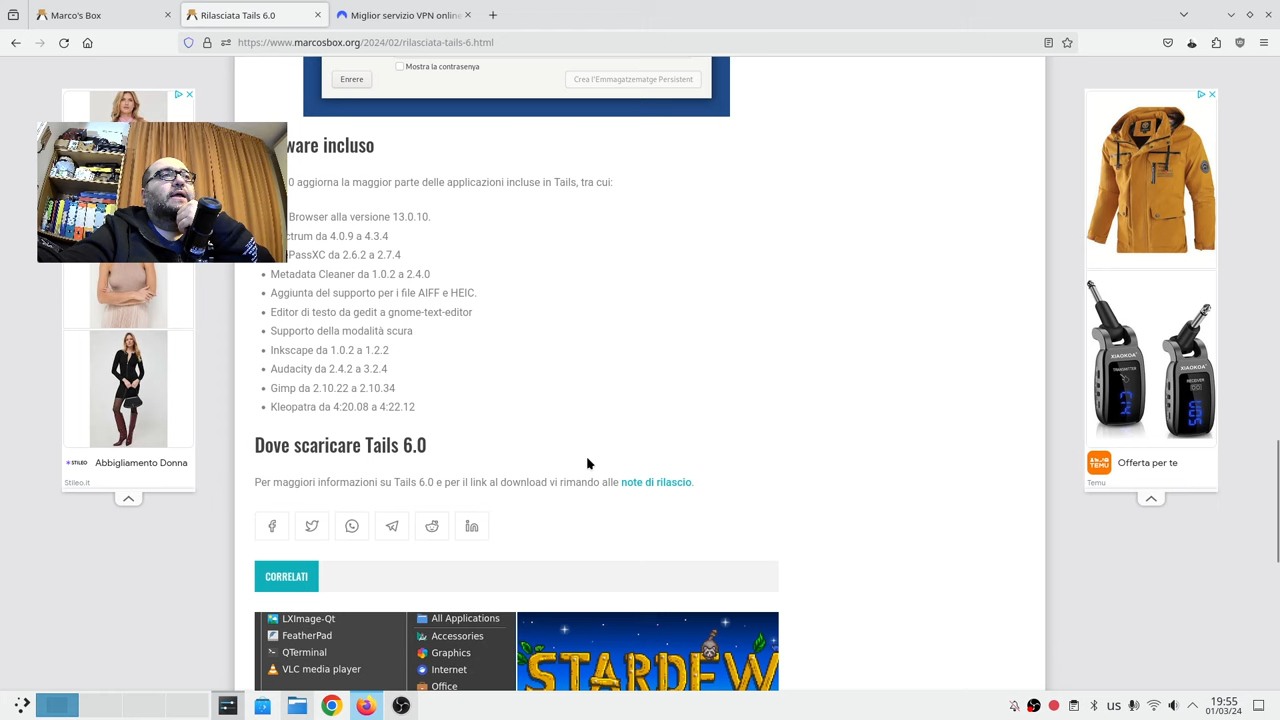 Marco's Box
Rilasciata Tails 6.0
Miglior servizio VPN online
https://www.marcosbox.org/2024/02/rilasciata-tails-6.html
Mostra la contrasenya
Enrere
Crea l'Emmagatzematge Persistent
ware incluso
0 aggiorna la maggior parte delle applicazioni incluse in Tails, tra cui:
Browser alla versione 13.0.10.
ctrum da 4.0.9 a 4.3.4
PassXC da 2.6.2 a 2.7.4
Metadata Cleaner da 1.0.2 a 2.4.0
Aggiunta del supporto per i file AIFF e HEIC.
Editor di testo da gedit a gnome-text-editor
Supporto della modalità scura
Inkscape da 1.0.2 a 1.2.2
Audacity da 2.4.2 a 3.2.4
Gimp da 2.10.22 a 2.10.34
Kleopatra da 4:20.08 a 4:22.12
Dove scaricare Tails 6.0
Per maggiori informazioni su Tails 6.0 e per il link al download vi rimando alle note di rilascio.
CORRELATI
LXImage-Qt
FeatherPad
QTerminal
VLC media player
All Applications
Accessories
Graphics
Internet
Office
STARDEW
STILEO
Abbigliamento Donna
Stileo.it
XIAOKOA
TRANSMITTER
XIAOKOA
RECEIVER
TEMU
Offerta per te
Temu
us
19:55
01/03/24